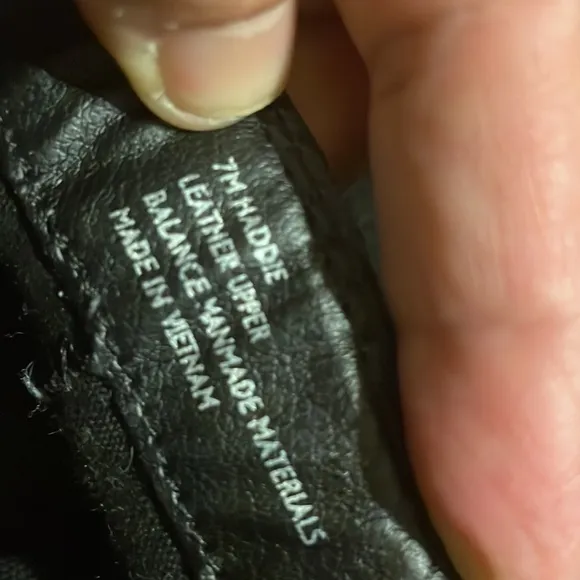 7M HADDIE
LEATHER UPPER
BALANCE MANMADE MATERIALS
MADE IN VIETNAM